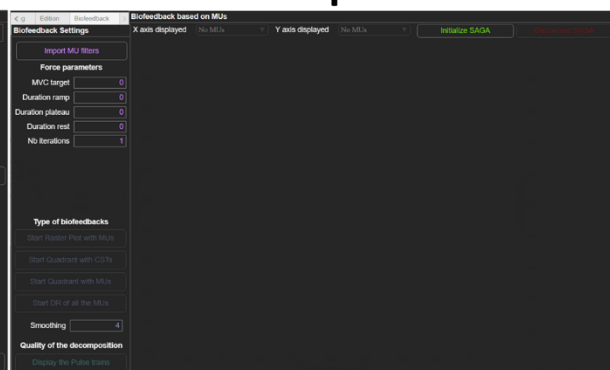 < g Edition Biofeedback >
Biofeedback based on MUs
Biofeedback Settings
X axis displayed No MUs Y axis displayed No MUs Initialize SAGA
Import MU filters
Force parameters
MVC target 0
Duration ramp 0
Duration plateau 0
Duration rest 0
Nb iterations 1
Type of biofeedbacks
Start Raster Plot with MUs
Start Quadrant with CSTs
Start Quadrant with MUs
Start DN of all the MUs
Smoothing 4
Quality of the decomposition
Display the Pulse trains